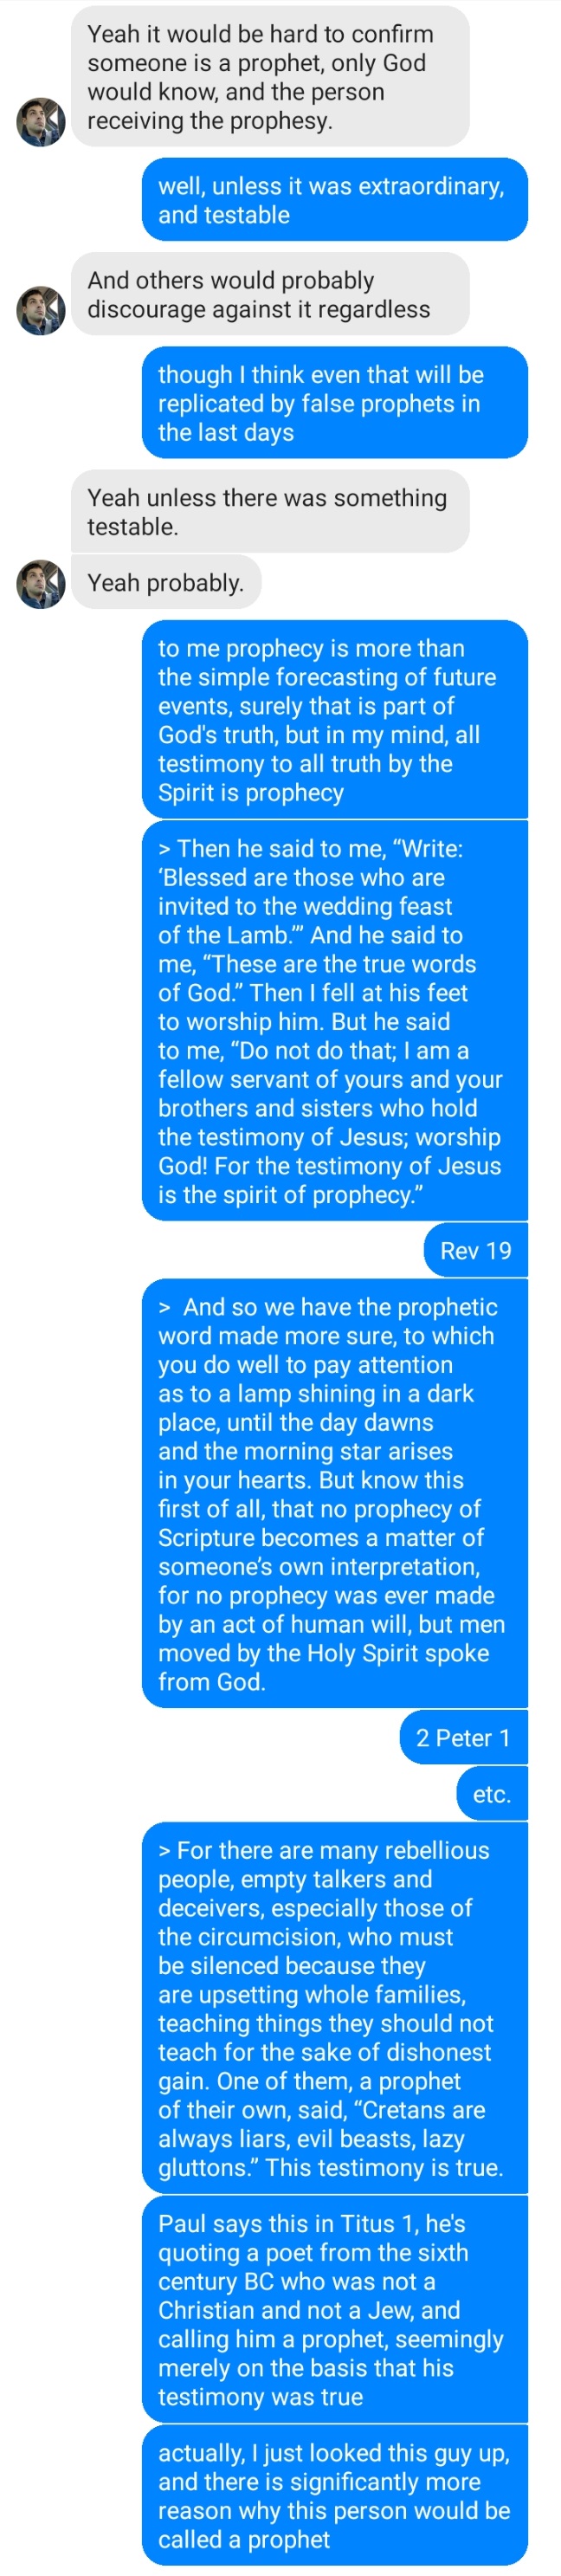 Yeah it would be hard to confirm
someone is a prophet, only God
would know, and the person
receiving the prophesy.
well, unless it was extraordinary,
and testable
And others would probably
discourage against it regardless
though I think even that will be
replicated by false prophets in
the last days
Yeah unless there was something
testable.
Yeah probably.
to me prophecy is more than
the simple forecasting of future
events, surely that is part of
God's truth, but in my mind, all
testimony to all truth by the
Spirit is prophecy
> Then he said to me, “Write:
‘Blessed are those who are
invited to the wedding feast
of the Lamb.’” And he said to
me, “These are the true words
of God.” Then I fell at his feet
to worship him. But he said
to me, “Do not do that; I am a
fellow servant of yours and your
brothers and sisters who hold
the testimony of Jesus; worship
God! For the testimony of Jesus
is the spirit of prophecy.”
Rev 19
> And so we have the prophetic
word made more sure, to which
you do well to pay attention
as to a lamp shining in a dark
place, until the day dawns
and the morning star arises
in your hearts. But know this
first of all, that no prophecy of
Scripture becomes a matter of
someone’s own interpretation,
for no prophecy was ever made
by an act of human will, but men
moved by the Holy Spirit spoke
from God.
2 Peter 1
etc.
> For there are many rebellious
people, empty talkers and
deceivers, especially those of
the circumcision, who must
be silenced because they
are upsetting whole families,
teaching things they should not
teach for the sake of dishonest
gain. One of them, a prophet
of their own, said, “Cretans are
always liars, evil beasts, lazy
gluttons.” This testimony is true.
Paul says this in Titus 1, he's
quoting a poet from the sixth
century BC who was not a
Christian and not a Jew, and
calling him a prophet, seemingly
merely on the basis that his
testimony was true
actually, I just looked this guy up,
and there is significantly more
reason why this person would be
called a prophet